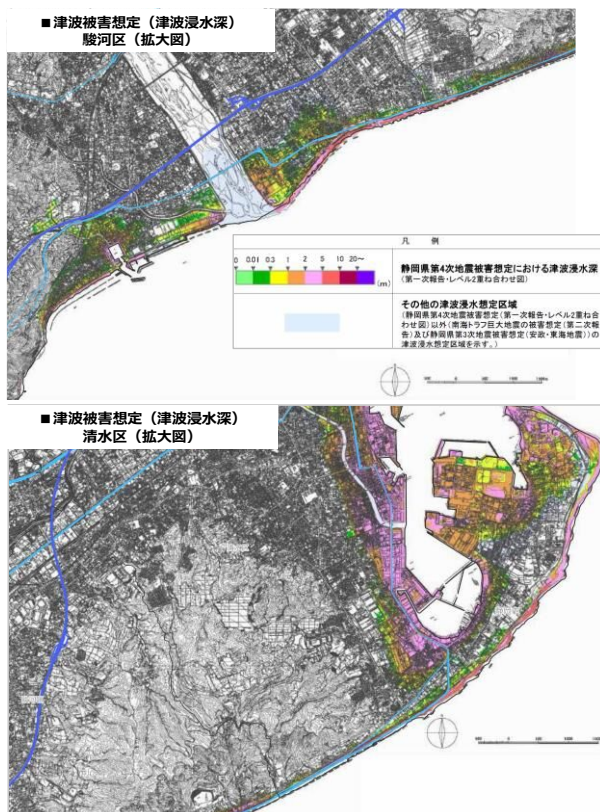 ■津波被害想定（津波浸水深）
駿河区（拡大図）
凡　例
0 0.01 0.3 1 2 5 10 20～
(m)
静岡県第4次地震被害想定における津波浸水深
（第一次報告・レベル2重ね合わせ図）
その他の津波浸水想定区域
（静岡県第4次地震被害想定（第一次報告・レベル2重ね合
わせ図）以外（南海トラフ巨大地震の被害想定（第二次報
告）及び静岡県第3次地震被害想定（安政・東海地震））の
津波浸水想定区域を示す。）
■津波被害想定（津波浸水深）
清水区（拡大図）